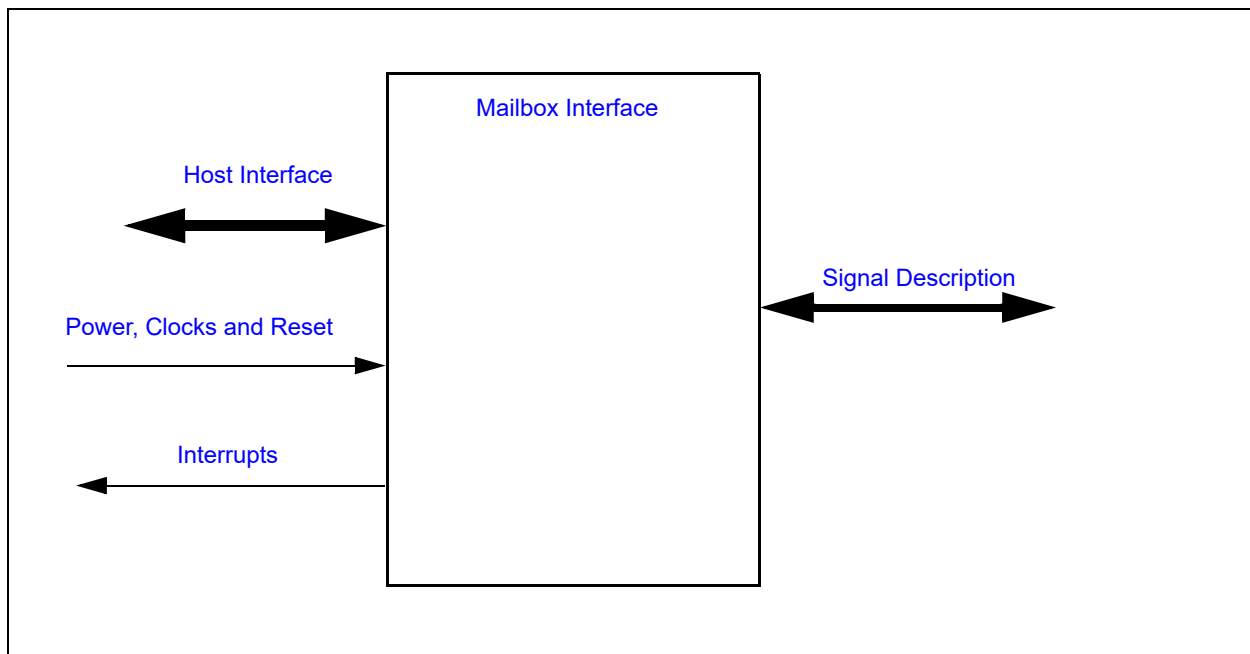 Mailbox Interface
Host Interface
Signal Description
Power, Clocks and Reset
Interrupts